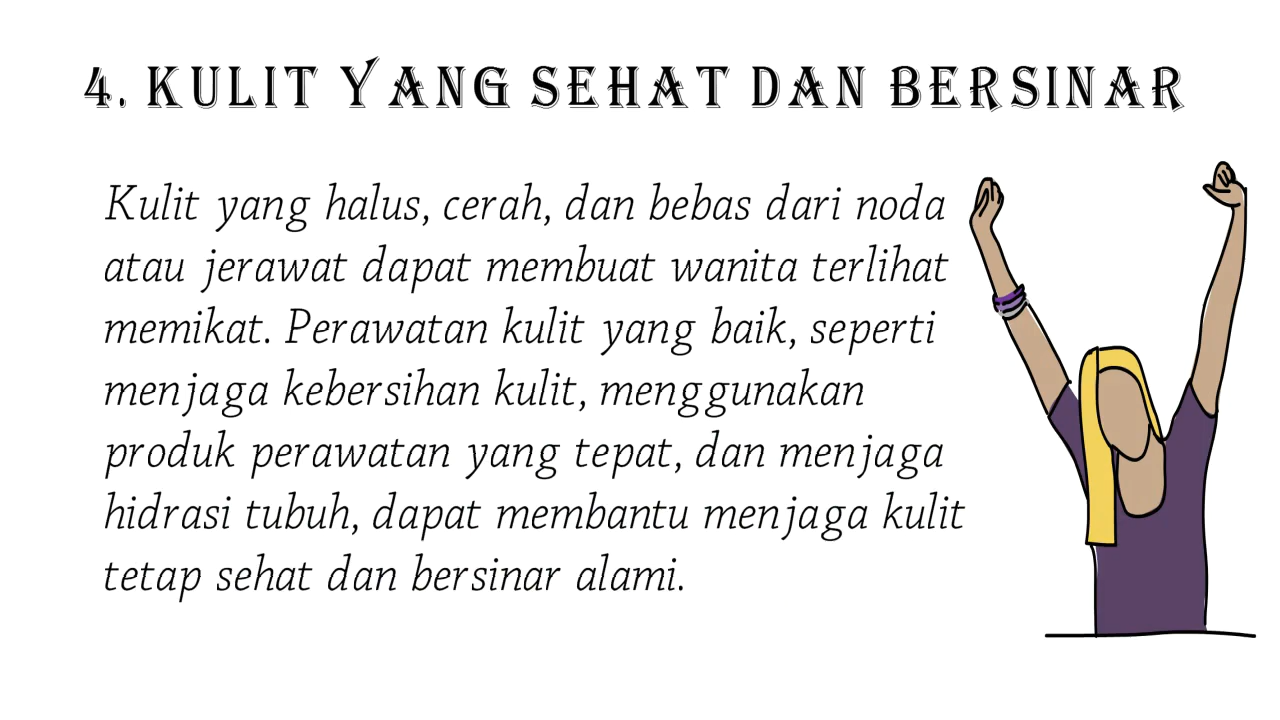 4. KULIT YANG SEHAT DAN BERSINAR
Kulit yang halus, cerah, dan bebas dari noda
atau jerawat dapat membuat wanita terlihat
memikat. Perawatan kulit yang baik, seperti
menjaga kebersihan kulit, menggunakan
produk perawatan yang tepat, dan menjaga
hidrasi tubuh, dapat membantu menjaga kulit
tetap sehat dan bersinar alami.